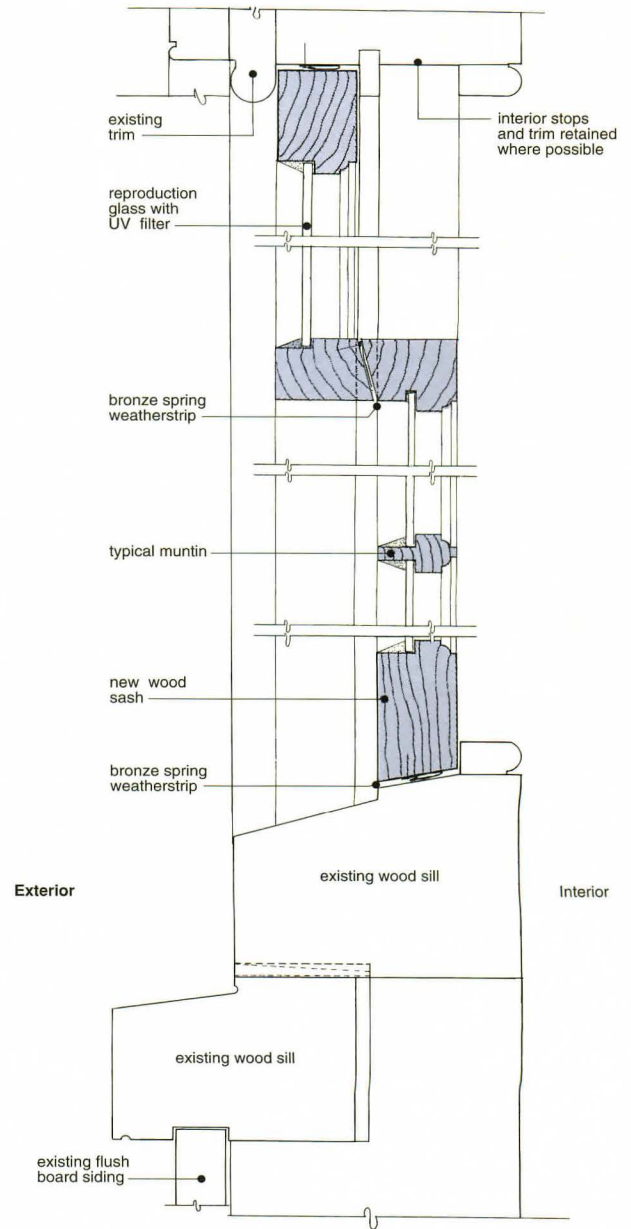 existing
trim
interior stops
and trim retained
where possible
reproduction
glass with
UV filter
bronze spring
weatherstrip
typical muntin
new wood
sash
bronze spring
weatherstrip
existing wood sill
Exterior
Interior
existing wood sill
existing flush
board siding